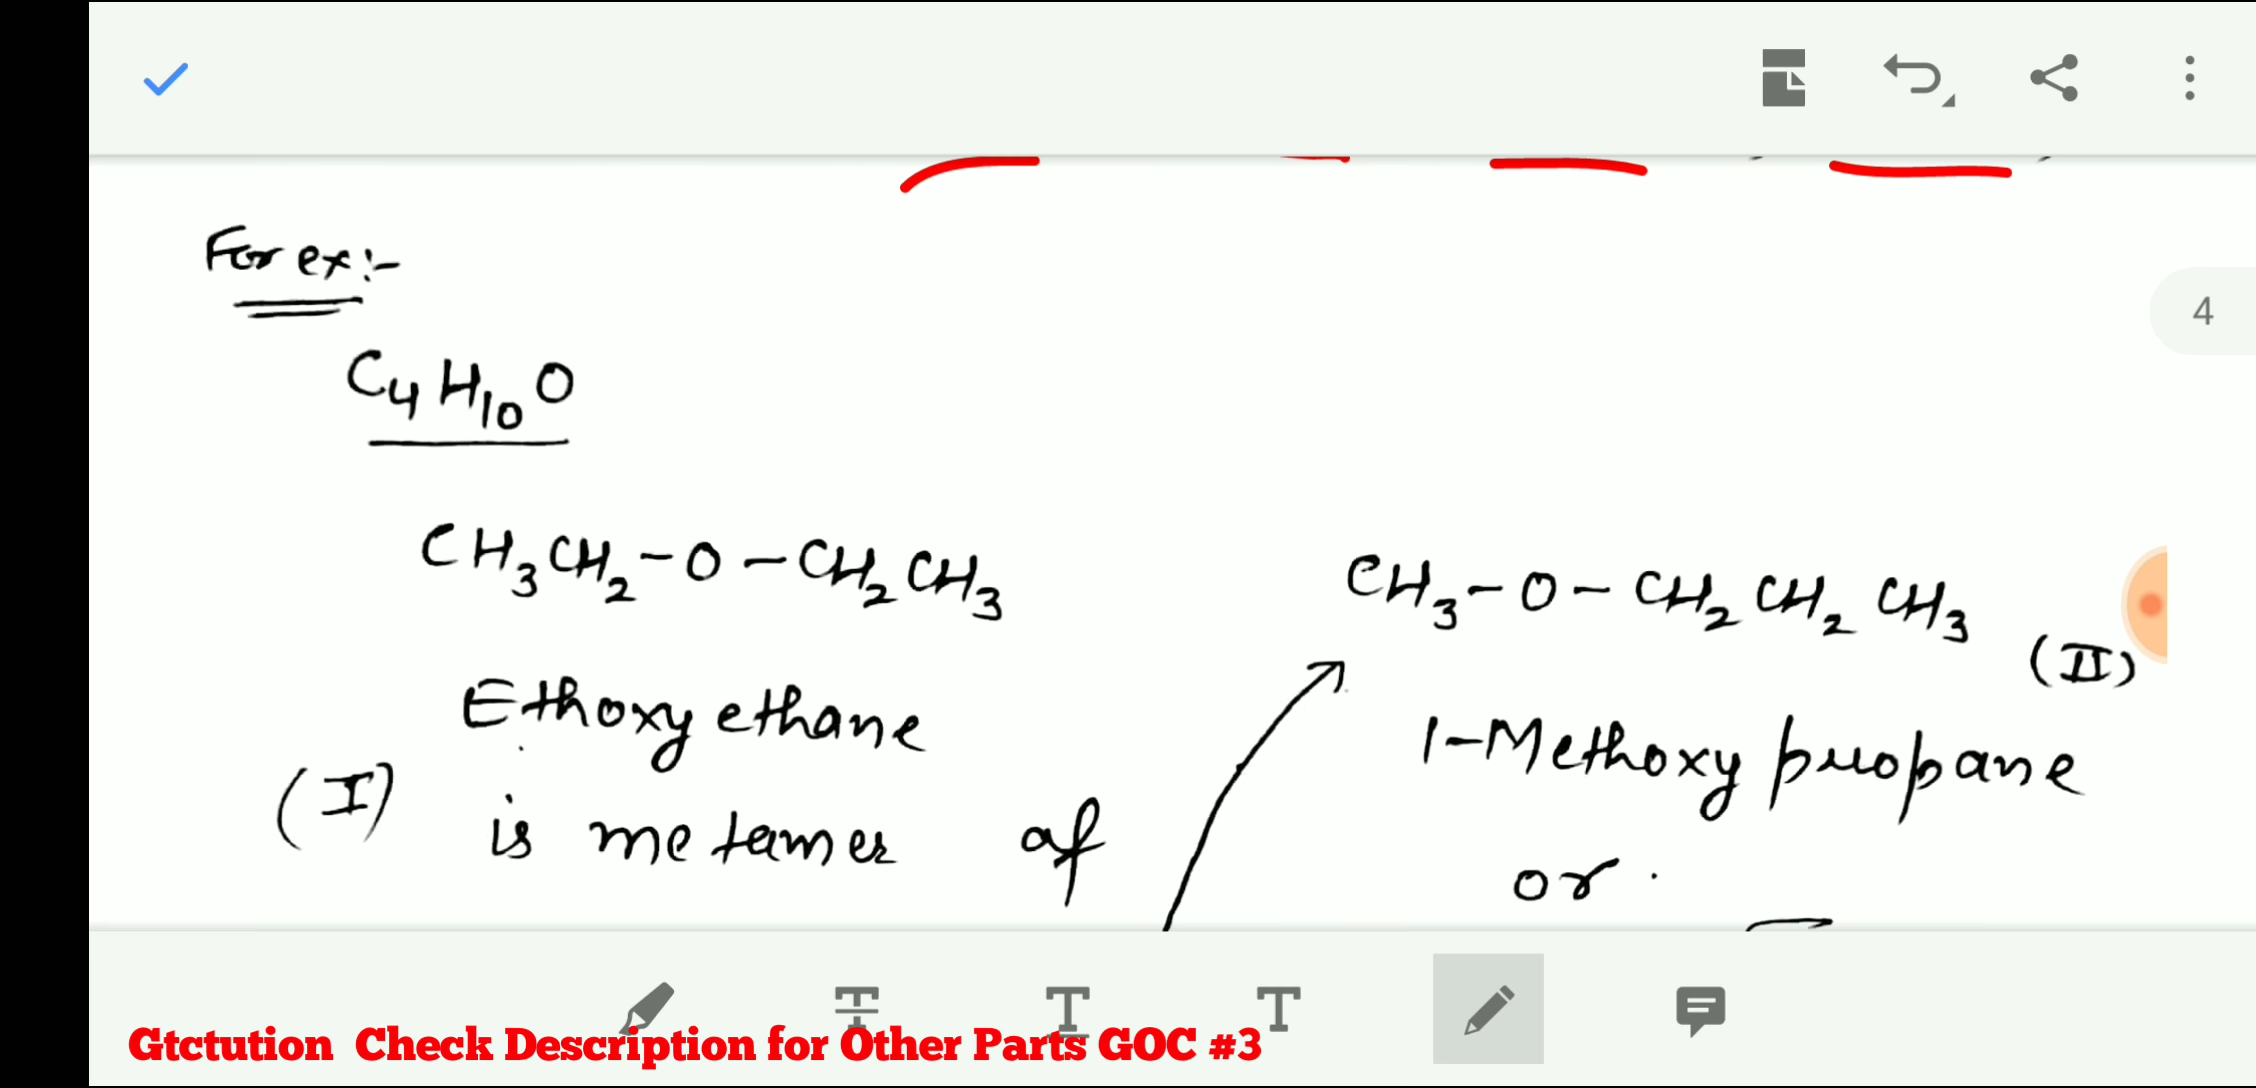 For ex:-
4
C4H10O
CH3CH2-O-CH2CH3
CH3-O-CH2CH2CH3
(II)
Ethoxy ethane
1-Methoxy propane
(I)
is metamer of
or
Gtctution Check Description for Other Parts GOC #3